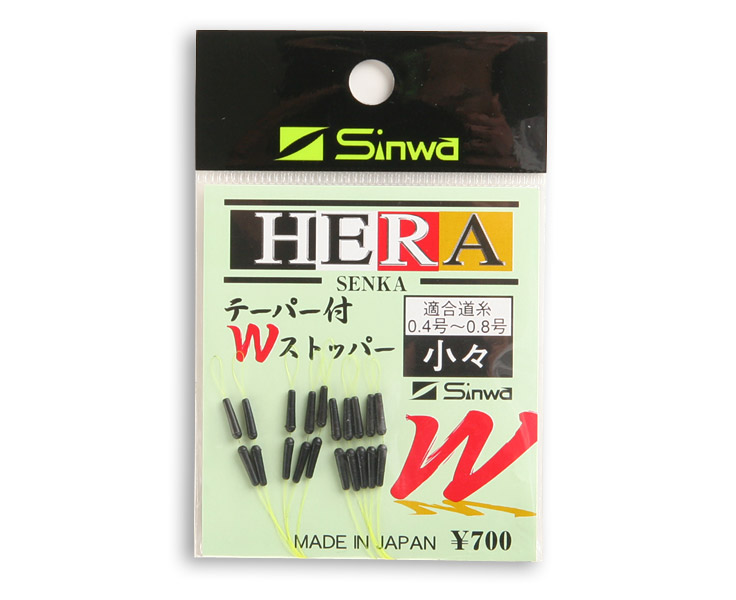 Sinwa
HERA
SENKA
テーパー付
Wストッパー
適合道糸
0.4号〜0.8号
小々
Sinwa
W
MADE IN JAPAN ¥700